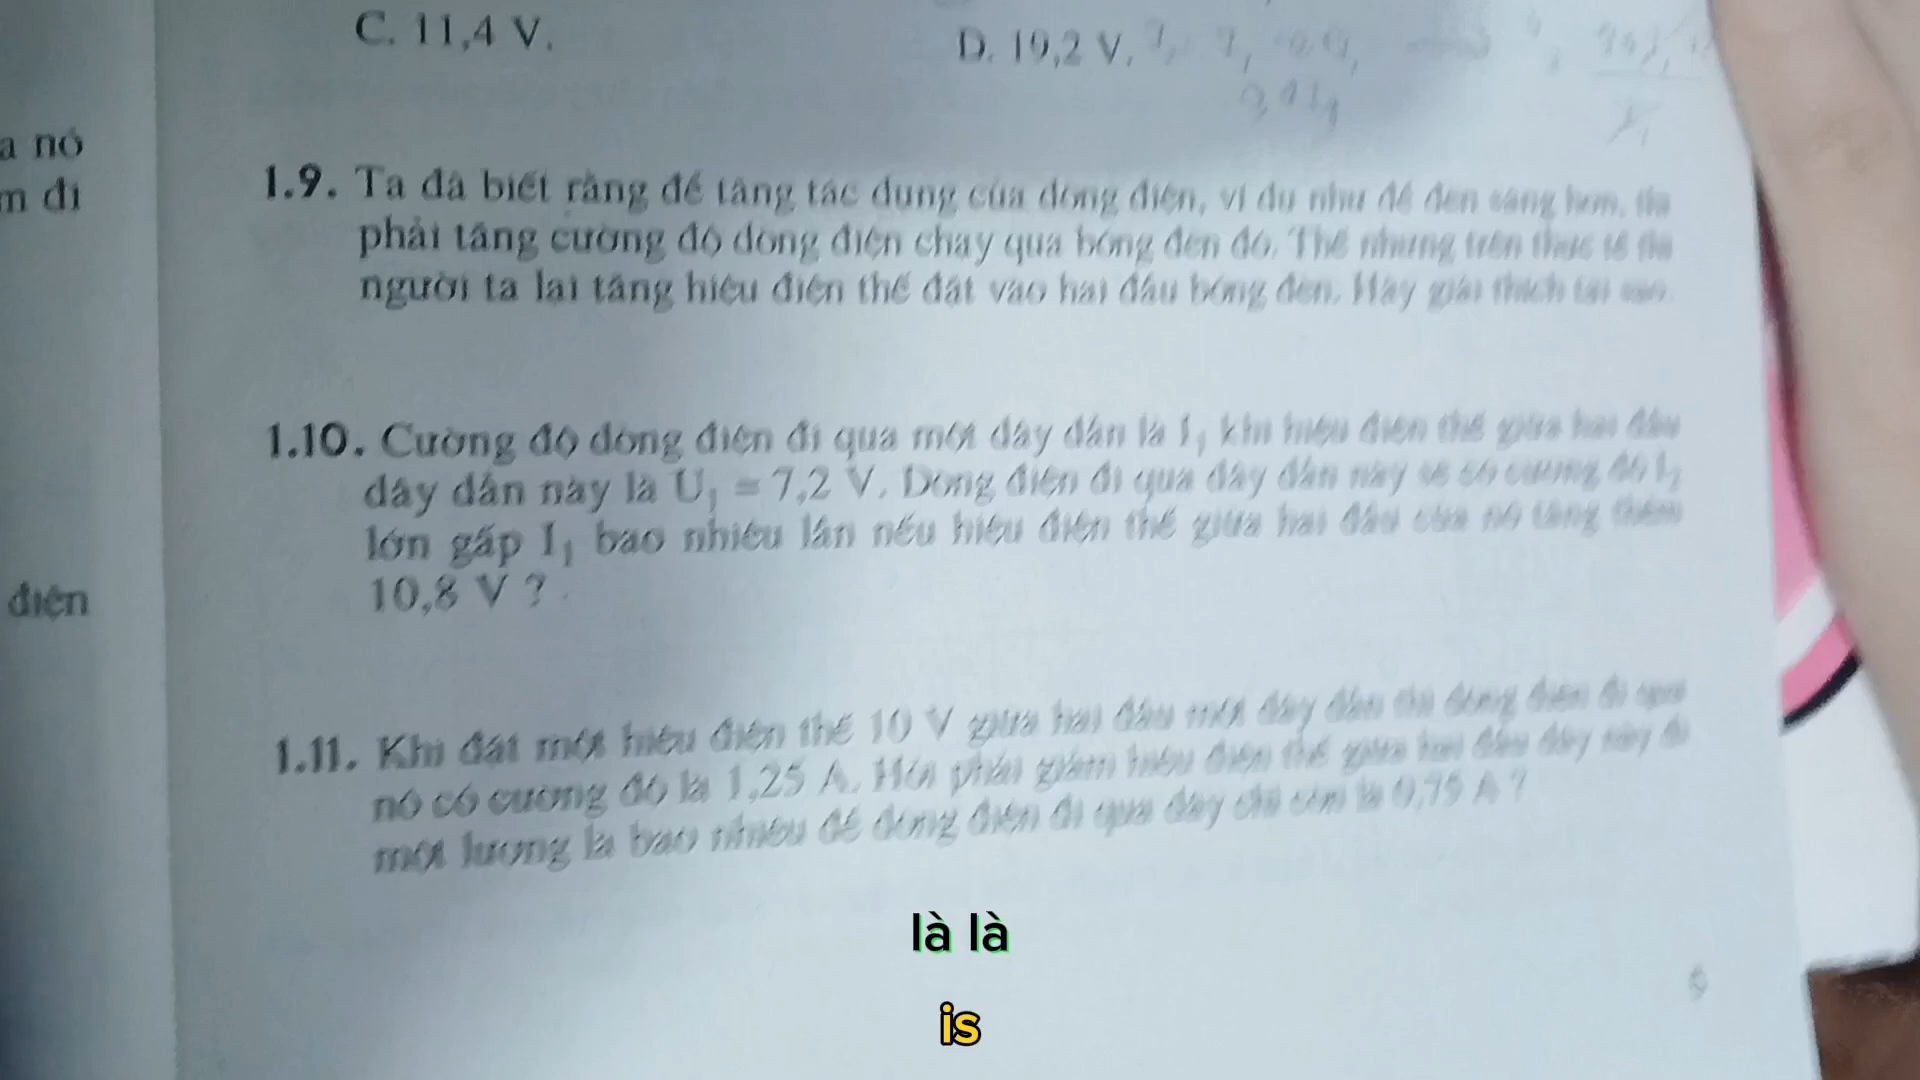 C. 11,4 V.
D. 19,2 V.
a nó
m đi
1.9. Ta đã biết rằng để tăng tác dụng của dòng điện, ví dụ như để đèn sáng hơn, thì
phải tăng cường độ dòng điện chạy qua bóng đèn đó. Thế nhưng trên thực tế thì
người ta lại tăng hiệu điện thế đặt vào hai đầu bóng đèn. Hãy giải thích tại sao.
1.10. Cường độ dòng điện đi qua một dây dẫn là I₁ khi hiệu điện thế giữa hai đầu
dây dẫn này là U₁ = 7,2 V. Dòng điện đi qua dây dẫn này sẽ có cường độ I₂
lớn gấp I₁ bao nhiêu lần nếu hiệu điện thế giữa hai đầu của nó tăng thêm
10,8 V ?
điện
1.11. Khi đặt một hiệu điện thế 10 V giữa hai đầu một dây dẫn thì dòng điện đi qua
nó có cường độ là 1,25 A. Hỏi phải giảm hiệu điện thế giữa hai đầu dây này đi
một lượng là bao nhiêu để dòng điện đi qua dây chỉ còn là 0,75 A ?
là là
is